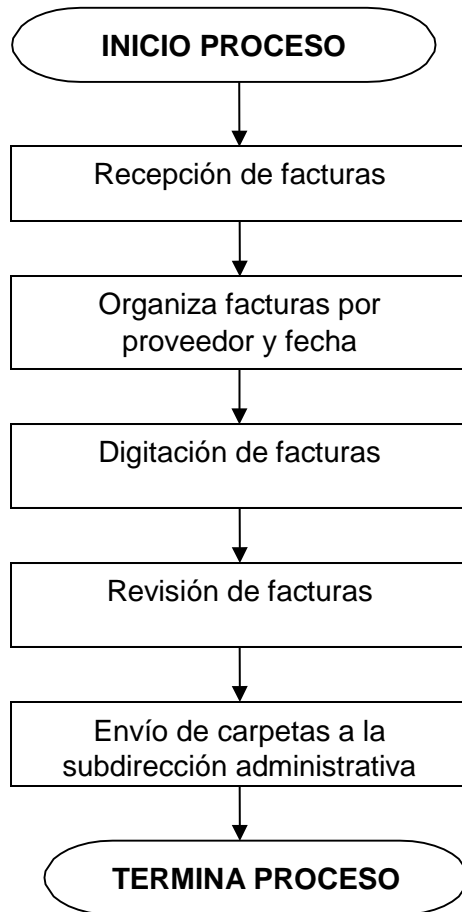 INICIO PROCESO
Recepción de facturas
Organiza facturas por
proveedor y fecha
Digitación de facturas
Revisión de facturas
Envío de carpetas a la
subdirección administrativa
TERMINA PROCESO